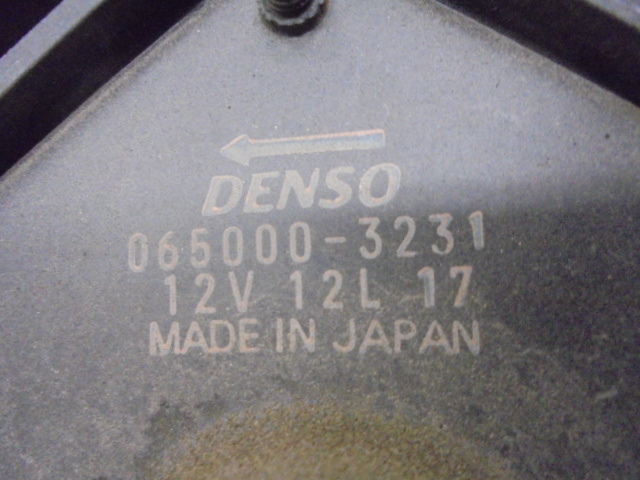 DENSO
065000-3231
12V 12L 17
MADE IN JAPAN